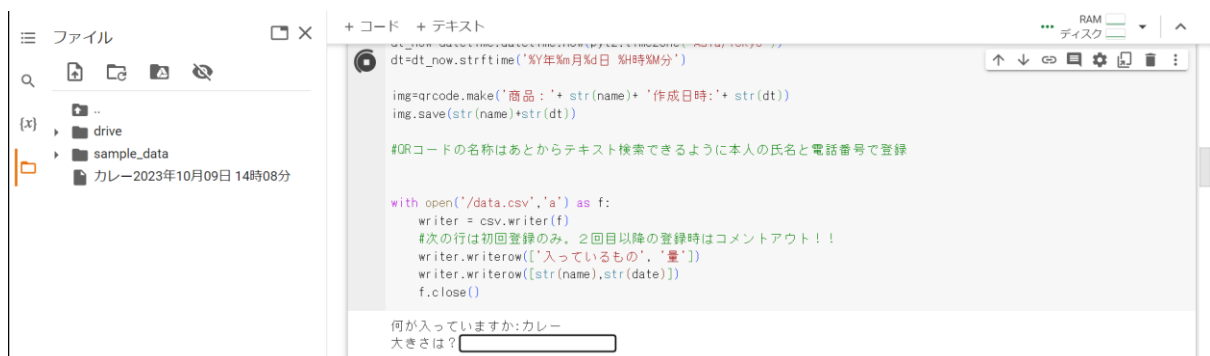 ファイル
..
drive
sample_data
カレー2023年10月09日 14時08分
{x}
+ コード + テキスト
RAM
ディスク
dt=dt_now.strftime('%Y年%m月%d日 %H時%M分')
img=qrcode.make('商品：'+ str(name)+ '作成日時:'+ str(dt))
img.save(str(name)+str(dt))
#QRコードの名称はあとからテキスト検索できるように本人の氏名と電話番号で登録
with open('/data.csv','a') as f:
writer = csv.writer(f)
#次の行は初回登録のみ。２回目以降の登録時はコメントアウト！！
writer.writerow(['入っているもの', '量'])
writer.writerow([str(name),str(date)])
f.close()
何が入っていますか:カレー
大きさは？